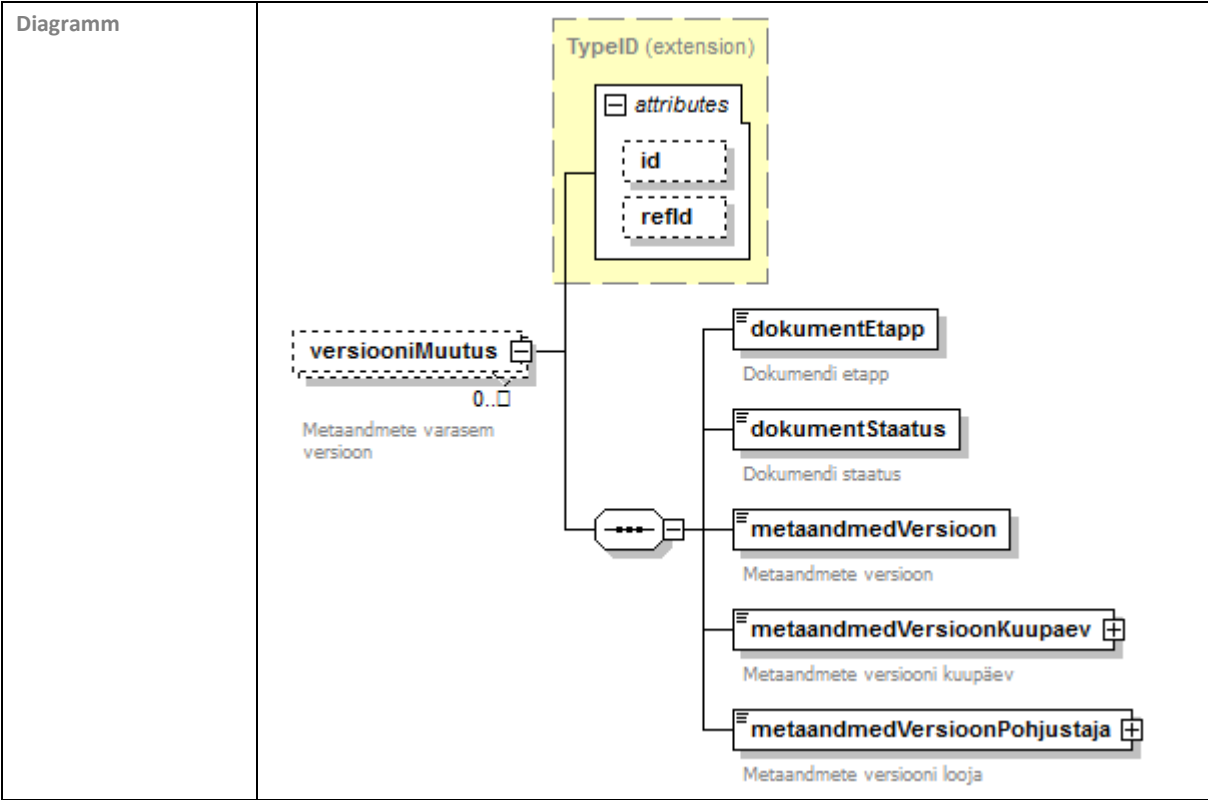 Diagramm
TypeID (extension)
attributes
id
refId
versiooniMuutus
0..□
Metaandmete varasem
versioon
dokumentEtapp
Dokumendi etapp
dokumentStaatus
Dokumendi staatus
metaandmedVersioon
Metaandmete versioon
metaandmedVersioonKuupaev
Metaandmete versiooni kuupäev
metaandmedVersioonPohjustaja
Metaandmete versiooni looja